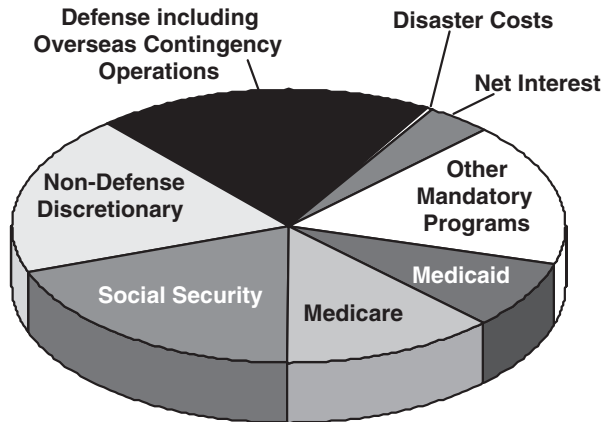 Defense including
Overseas Contingency
Operations
Disaster Costs
Net Interest
Other
Mandatory
Programs
Non-Defense
Discretionary
Medicaid
Social Security
Medicare